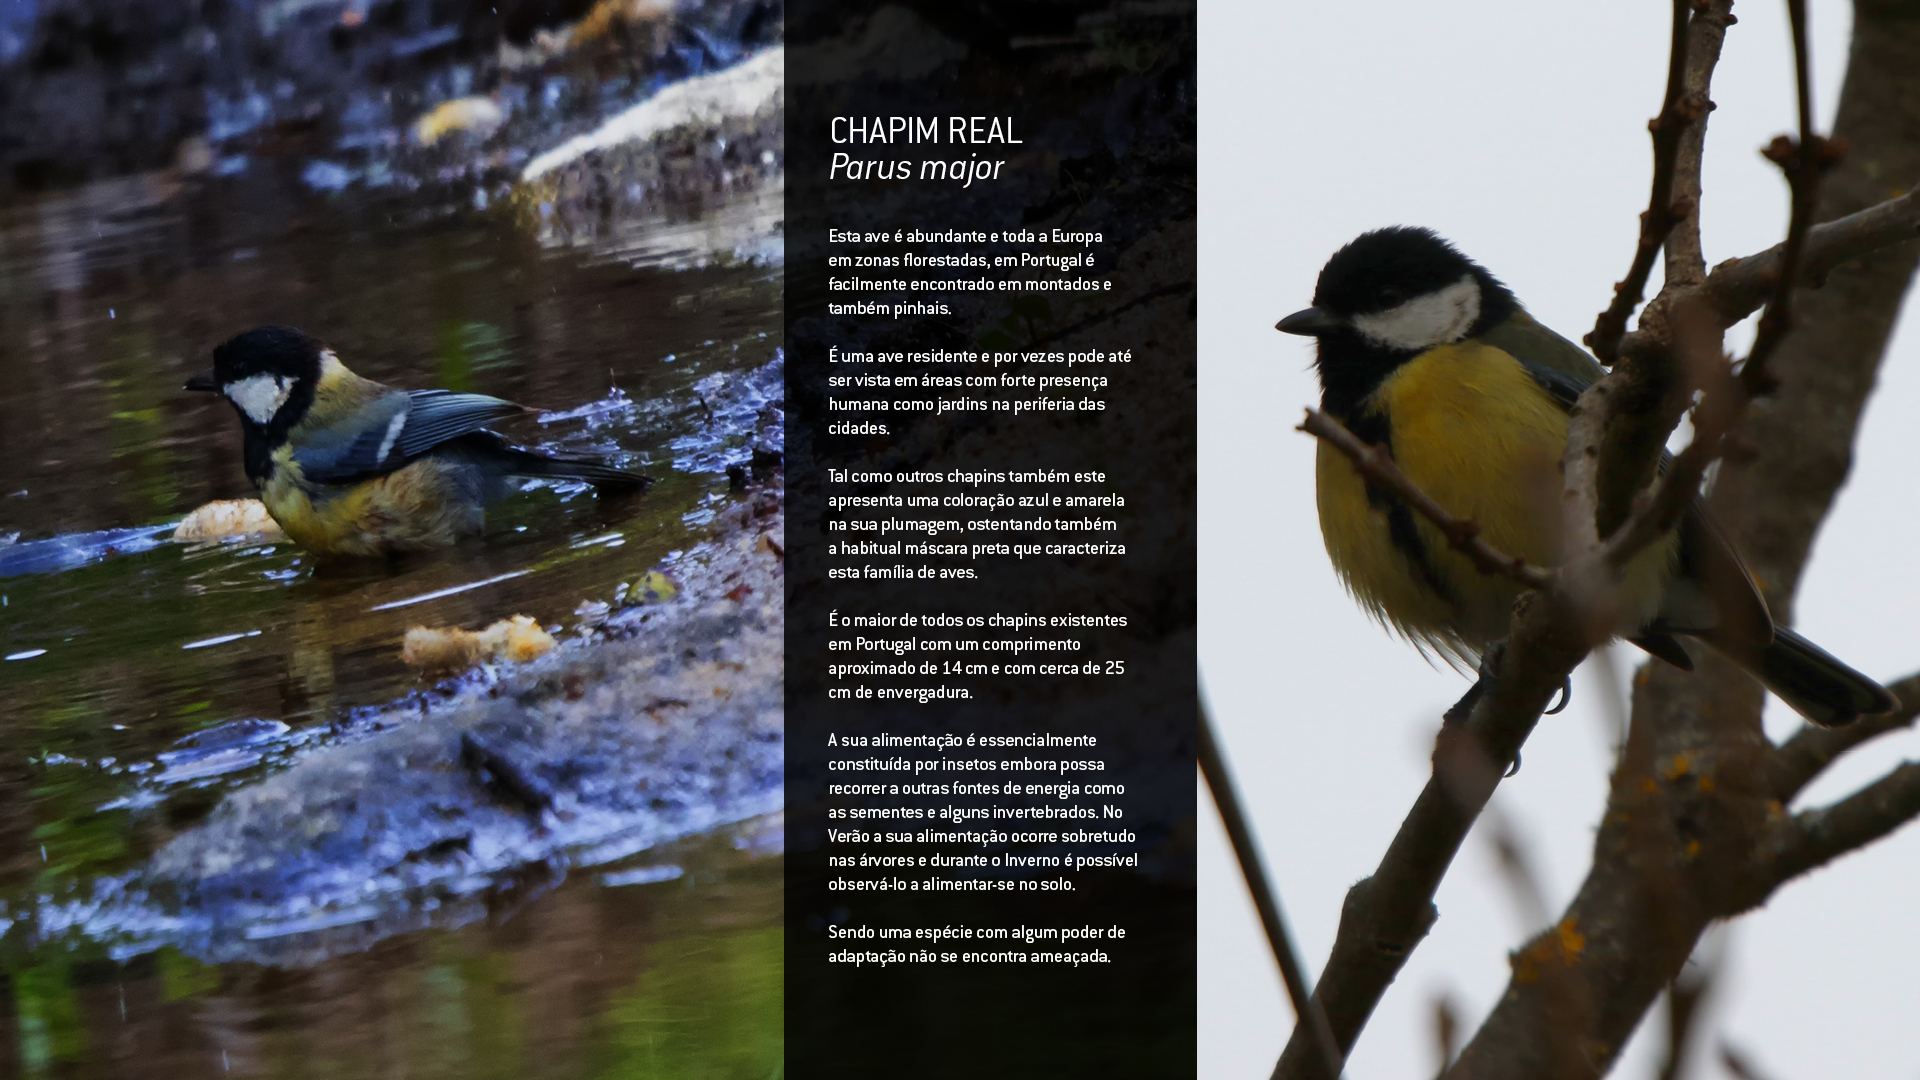 CHAPIM REAL
Parus major
Esta ave é abundante e toda a Europa
em zonas florestadas, em Portugal é
facilmente encontrado em montados e
também pinhais.
É uma ave residente e por vezes pode até
ser vista em áreas com forte presença
humana como jardins na periferia das
cidades.
Tal como outros chapins também este
apresenta uma coloração azul e amarela
na sua plumagem, ostentando também
a habitual máscara preta que caracteriza
esta família de aves.
É o maior de todos os chapins existentes
em Portugal com um comprimento
aproximado de 14 cm e com cerca de 25
cm de envergadura.
A sua alimentação é essencialmente
constituída por insetos embora possa
recorrer a outras fontes de energia como
as sementes e alguns invertebrados. No
Verão a sua alimentação ocorre sobretudo
nas árvores e durante o Inverno é possível
observá-lo a alimentar-se no solo.
Sendo uma espécie com algum poder de
adaptação não se encontra ameaçada.